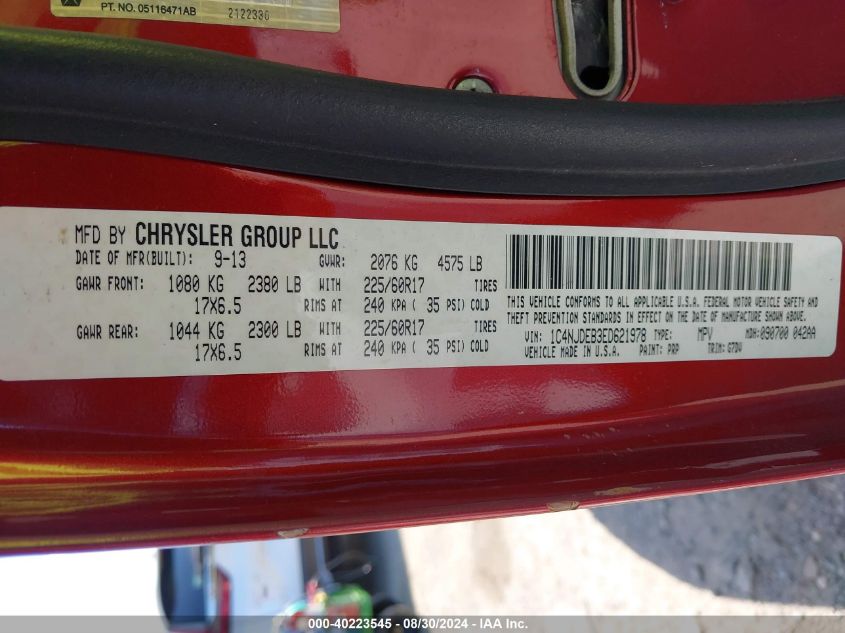 PT. NO. 05116471AB 2122330
MFD BY CHRYSLER GROUP LLC
DATE OF MFR(BUILT): 9-13 GVWR: 2076 KG 4575 LB
GAWR FRONT: 1080 KG 2380 LB WITH 225/60R17 TIRES
17X6.5 RIMS AT 240 KPA ( 35 PSI) COLD
GAWR REAR: 1044 KG 2300 LB WITH 225/60R17 TIRES
17X6.5 RIMS AT 240 KPA ( 35 PSI) COLD
THIS VEHICLE CONFORMS TO ALL APPLICABLE U.S.A. FEDERAL MOTOR VEHICLE SAFETY AND
THEFT PREVENTION STANDARDS IN EFFECT ON THE DATE OF MANUFACTURE SHOWN ABOVE.
VIN: 1C4NJDEB3ED621978 TYPE: MPV MDH: 090700 042AA
VEHICLE MADE IN U.S.A. PAINT: PRP TRIM: G7DV
000-40223545 - 08/30/2024 - IAA Inc.